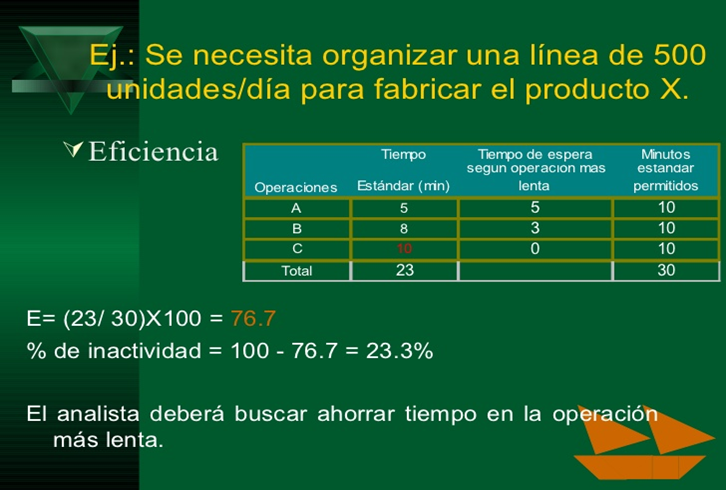 Ej.: Se necesita organizar una línea de 500
unidades/día para fabricar el producto X.
Eficiencia
Operaciones Tiempo Estándar (min) Tiempo de espera segun operacion mas lenta Minutos estandar permitidos
A 5 5 10
B 8 3 10
C 10 0 10
Total 23 30
E= (23/ 30)X100 = 76.7
% de inactividad = 100 - 76.7 = 23.3%
El analista deberá buscar ahorrar tiempo en la operación
más lenta.